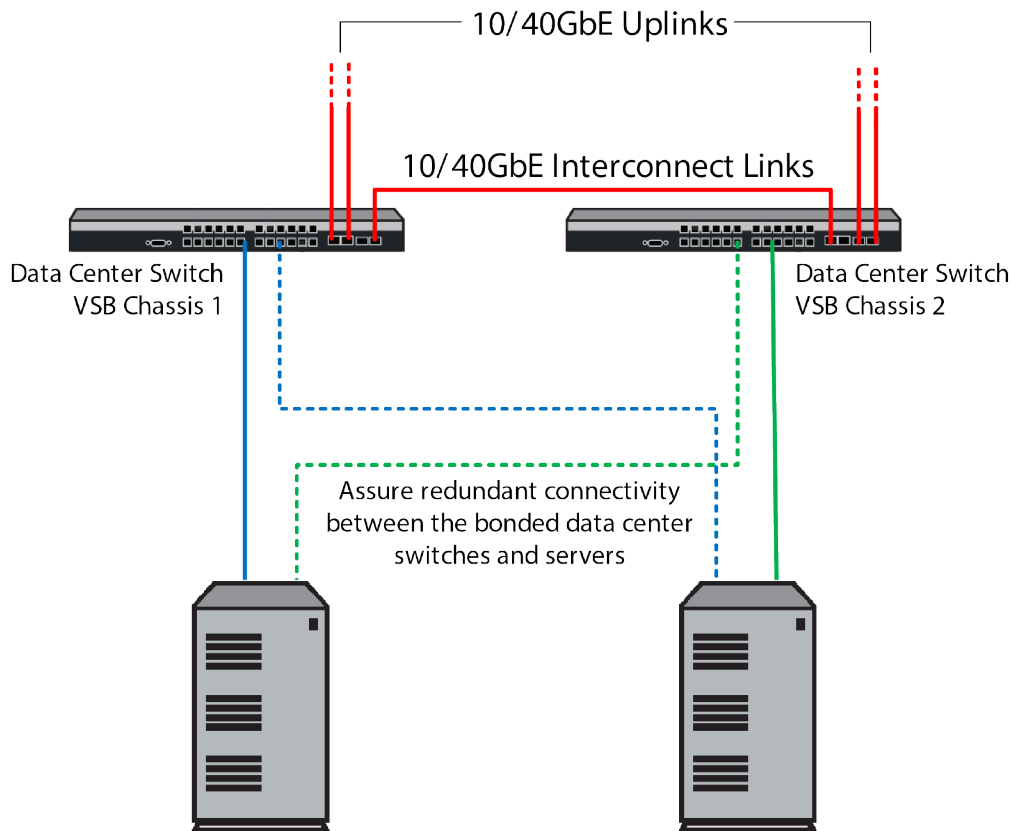 10/40GbE Uplinks
10/40GbE Interconnect Links
Data Center Switch
VSB Chassis 1
Data Center Switch
VSB Chassis 2
Assure redundant connectivity
between the bonded data center
switches and servers